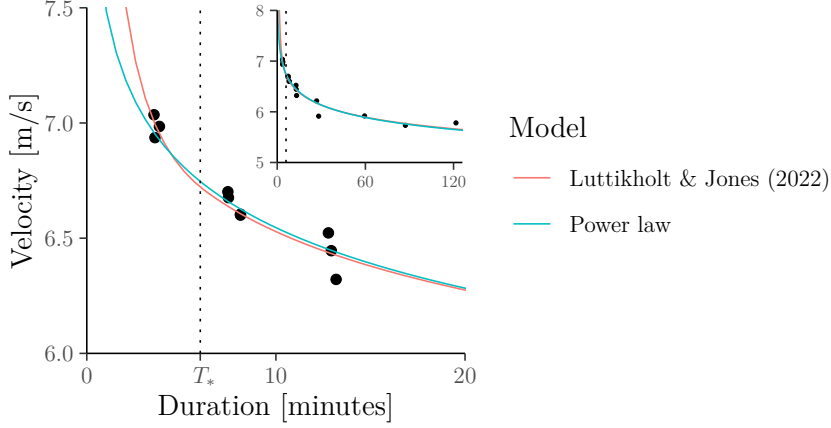 7.5
7.0
6.5
6.0
Velocity [m/s]
0
T*
10
20
Duration [minutes]
8
7
6
5
0
60
120
Model
Luttikholt & Jones (2022)
Power law